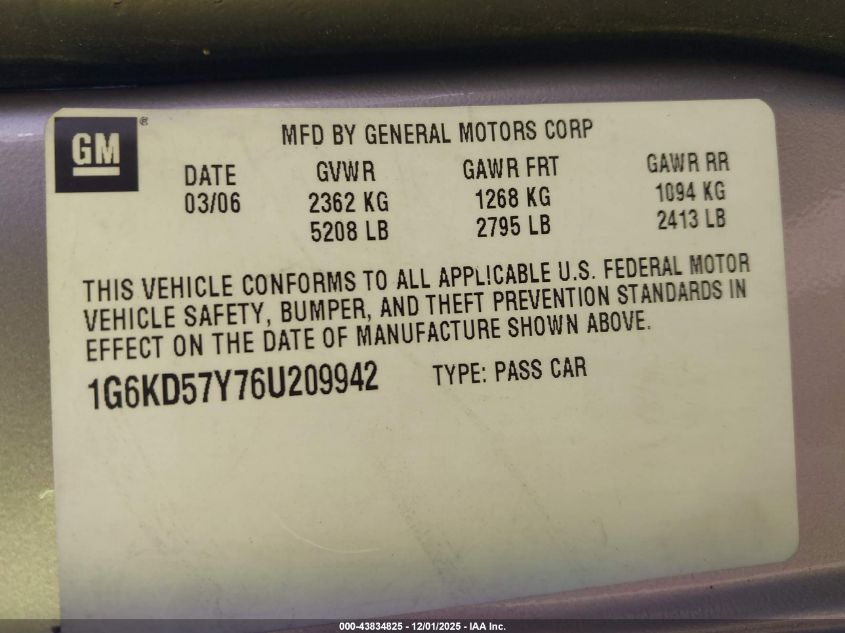 GM ®
MFD BY GENERAL MOTORS CORP
DATE GVWR GAWR FRT GAWR RR
03/06 2362 KG 1268 KG 1094 KG
5208 LB 2795 LB 2413 LB
THIS VEHICLE CONFORMS TO ALL APPLICABLE U.S. FEDERAL MOTOR
VEHICLE SAFETY, BUMPER, AND THEFT PREVENTION STANDARDS IN
EFFECT ON THE DATE OF MANUFACTURE SHOWN ABOVE.
1G6KD57Y76U209942 TYPE: PASS CAR
000-43834825 - 12/01/2025 - IAA Inc.